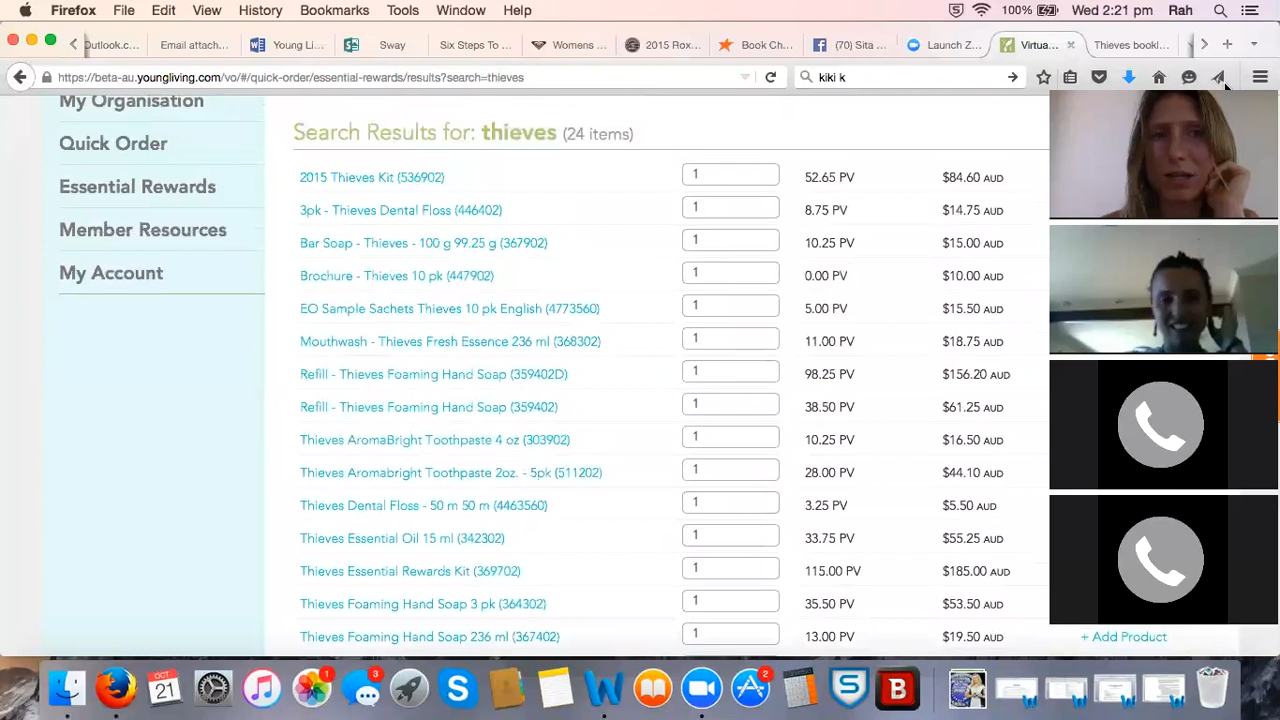 Firefox File Edit View History Bookmarks Tools Window Help 100% Wed 2:21 pm Rah
Outlook.c... Email attach... Young Li... Sway Six Steps To ... Womens ... 2015 Rox... Book Ch... (70) Sita ... Launch Z... Virtua... Thieves bookl...
https://beta-au.youngliving.com/vo/#/quick-order/essential-rewards/results?search=thieves kiki k
My Organisation
Quick Order
Essential Rewards
Member Resources
My Account
Search Results for: thieves (24 items)
2015 Thieves Kit (536902) 1 52.65 PV $84.60 AUD
3pk - Thieves Dental Floss (446402) 1 8.75 PV $14.75 AUD
Bar Soap - Thieves - 100 g 99.25 g (367902) 1 10.25 PV $15.00 AUD
Brochure - Thieves 10 pk (447902) 1 0.00 PV $10.00 AUD
EO Sample Sachets Thieves 10 pk English (4773560) 1 5.00 PV $15.50 AUD
Mouthwash - Thieves Fresh Essence 236 ml (368302) 1 11.00 PV $18.75 AUD
Refill - Thieves Foaming Hand Soap (359402D) 1 98.25 PV $156.20 AUD
Refill - Thieves Foaming Hand Soap (359402) 1 38.50 PV $61.25 AUD
Thieves AromaBright Toothpaste 4 oz (303902) 1 10.25 PV $16.50 AUD
Thieves Aromabright Toothpaste 2oz. - 5pk (511202) 1 28.00 PV $44.10 AUD
Thieves Dental Floss - 50 m 50 m (4463560) 1 3.25 PV $5.50 AUD
Thieves Essential Oil 15 ml (342302) 1 33.75 PV $55.25 AUD
Thieves Essential Rewards Kit (369702) 1 115.00 PV $185.00 AUD
Thieves Foaming Hand Soap 3 pk (364302) 1 35.50 PV $53.50 AUD
Thieves Foaming Hand Soap 236 ml (367402) 1 13.00 PV $19.50 AUD + Add Product
OCT
21 1 3 2